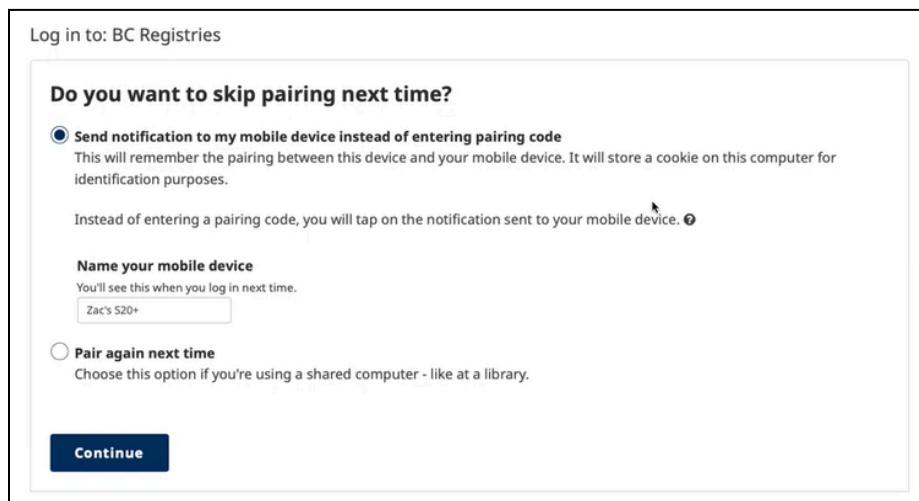 Log in to: BC Registries
Do you want to skip pairing next time?
Send notification to my mobile device instead of entering pairing code
This will remember the pairing between this device and your mobile device. It will store a cookie on this computer for
identification purposes.
Instead of entering a pairing code, you will tap on the notification sent to your mobile device.
Name your mobile device
You'll see this when you log in next time.
Zac's S20+
Pair again next time
Choose this option if you're using a shared computer - like at a library.
Continue